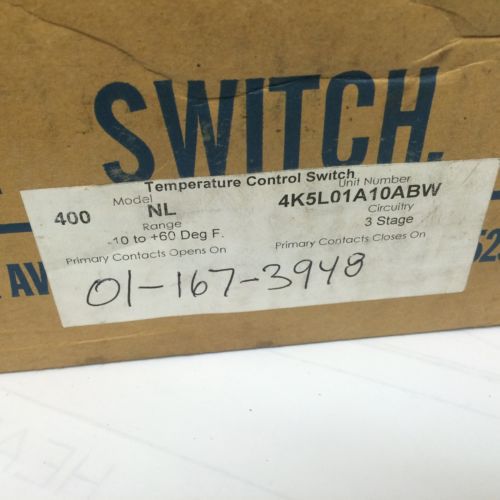 SWITCH.
Temperature Control Switch
Model Unit Number
400 NL 4K5L01A10ABW
Range Circuitry
-10 to +60 Deg F. 3 Stage
Primary Contacts Opens On Primary Contacts Closes On
AV
01-167-3948